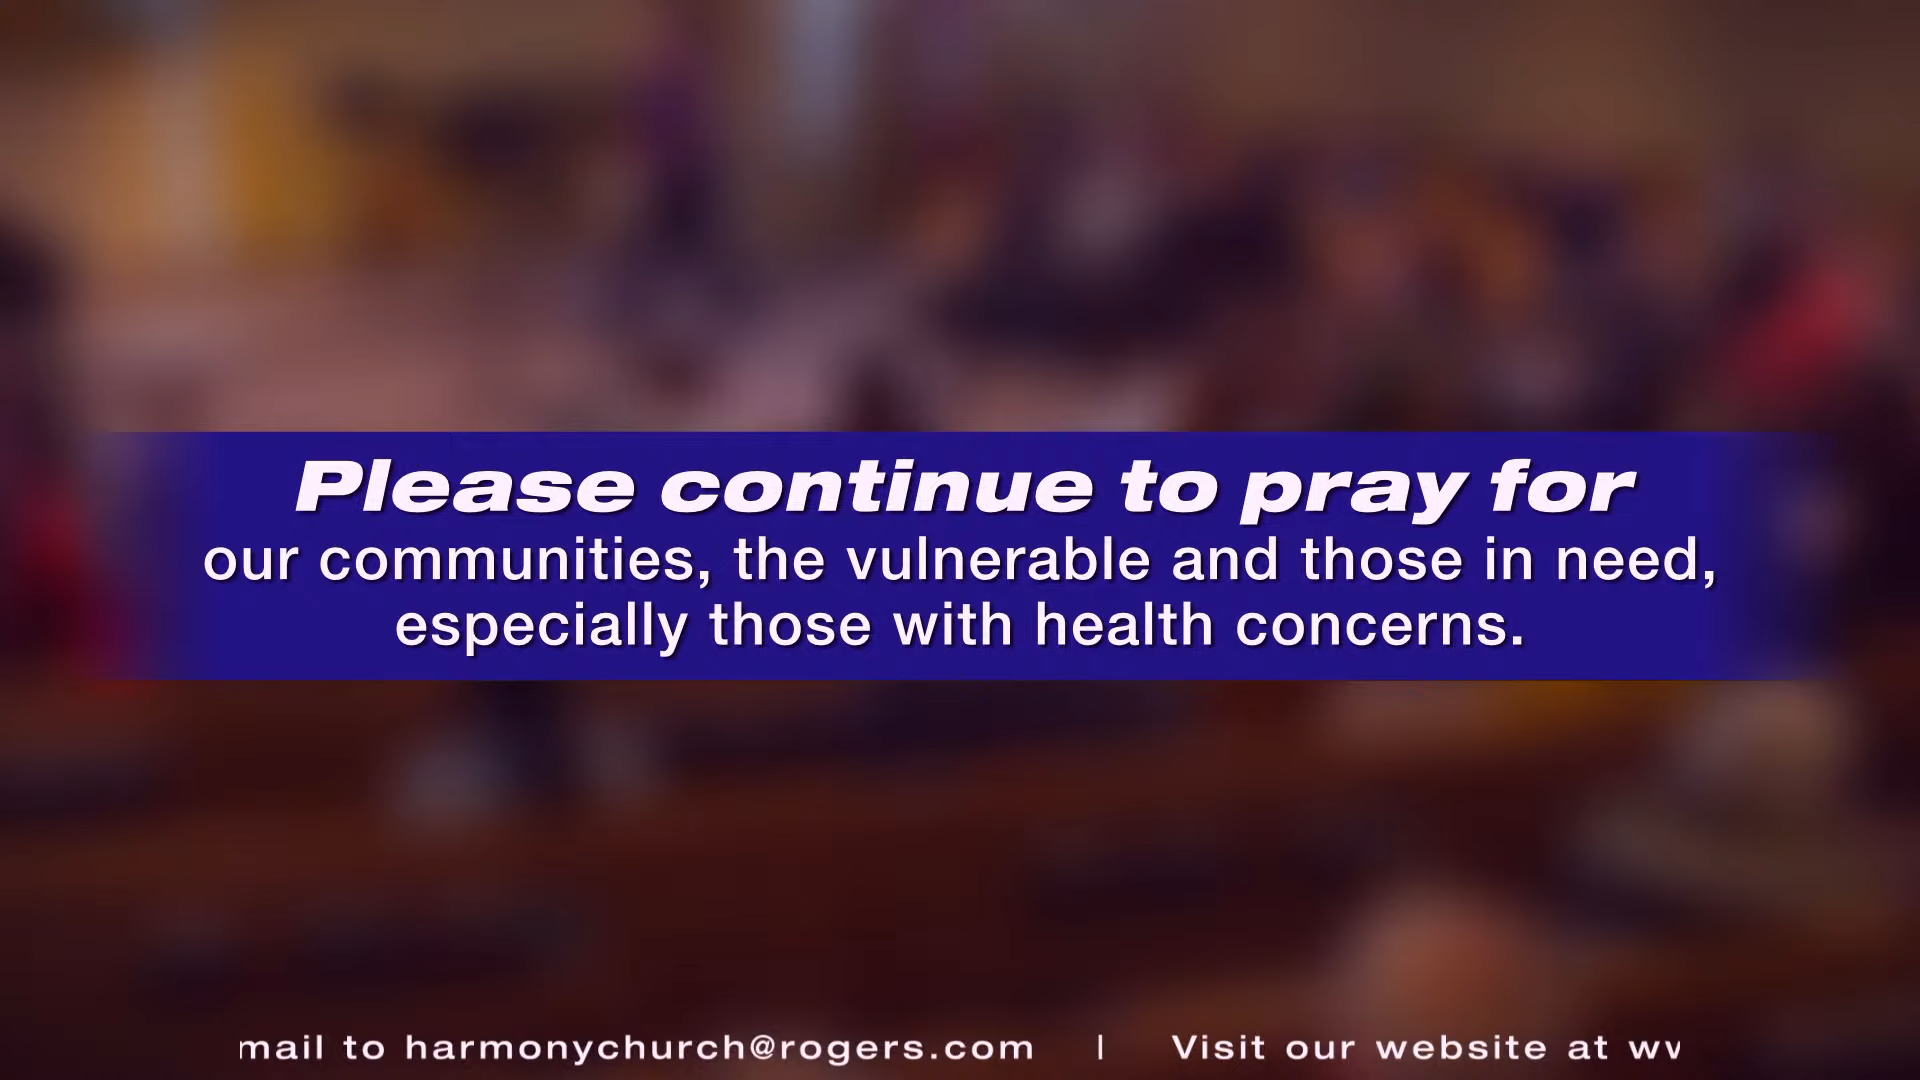 Please continue to pray for
our communities, the vulnerable and those in need,
especially those with health concerns.
mail to harmonychurch@rogers.com | Visit our website at